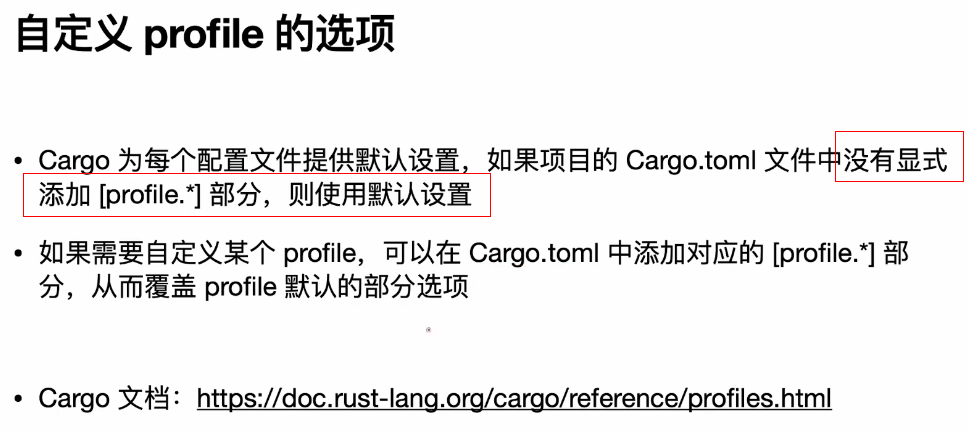 自定义 profile 的选项
• Cargo 为每个配置文件提供默认设置，如果项目的 Cargo.toml 文件中没有显式
添加 [profile.*] 部分，则使用默认设置
• 如果需要自定义某个 profile，可以在 Cargo.toml 中添加对应的 [profile.*] 部
分，从而覆盖 profile 默认的部分选项
• Cargo 文档：https://doc.rust-lang.org/cargo/reference/profiles.html